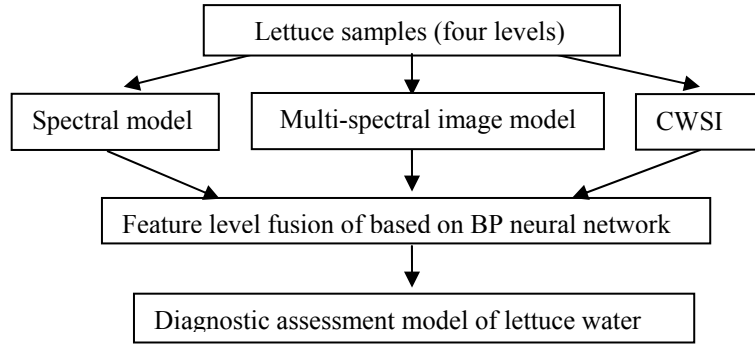 Lettuce samples (four levels)
Spectral model
Multi-spectral image model
CWSI
Feature level fusion of based on BP neural network
Diagnostic assessment model of lettuce water